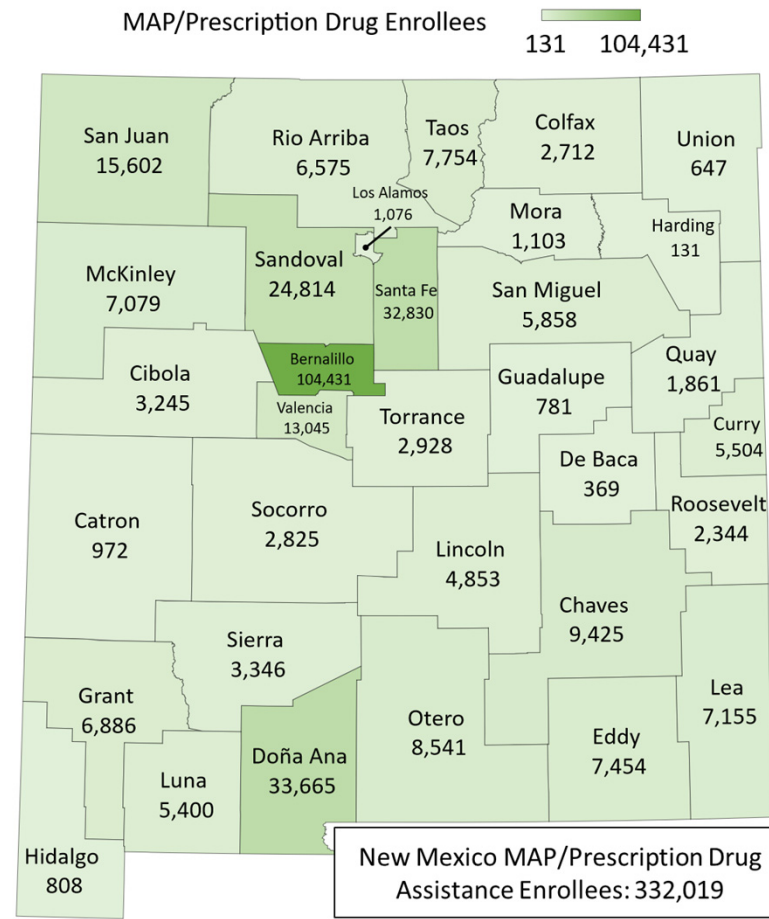 MAP/Prescription Drug Enrollees
131 104,431
San Juan
15,602
Rio Arriba
6,575
Taos
7,754
Colfax
2,712
Union
647
Los Alamos
1,076
Mora
1,103
Harding
131
McKinley
7,079
Sandoval
24,814
Santa Fe
32,830
San Miguel
5,858
Cibola
3,245
Bernalillo
104,431
Valencia
13,045
Torrance
2,928
Guadalupe
781
Quay
1,861
Curry
5,504
De Baca
369
Roosevelt
2,344
Catron
972
Socorro
2,825
Lincoln
4,853
Chaves
9,425
Sierra
3,346
Grant
6,886
Doña Ana
33,665
Otero
8,541
Eddy
7,454
Lea
7,155
Luna
5,400
Hidalgo
808
New Mexico MAP/Prescription Drug
Assistance Enrollees: 332,019